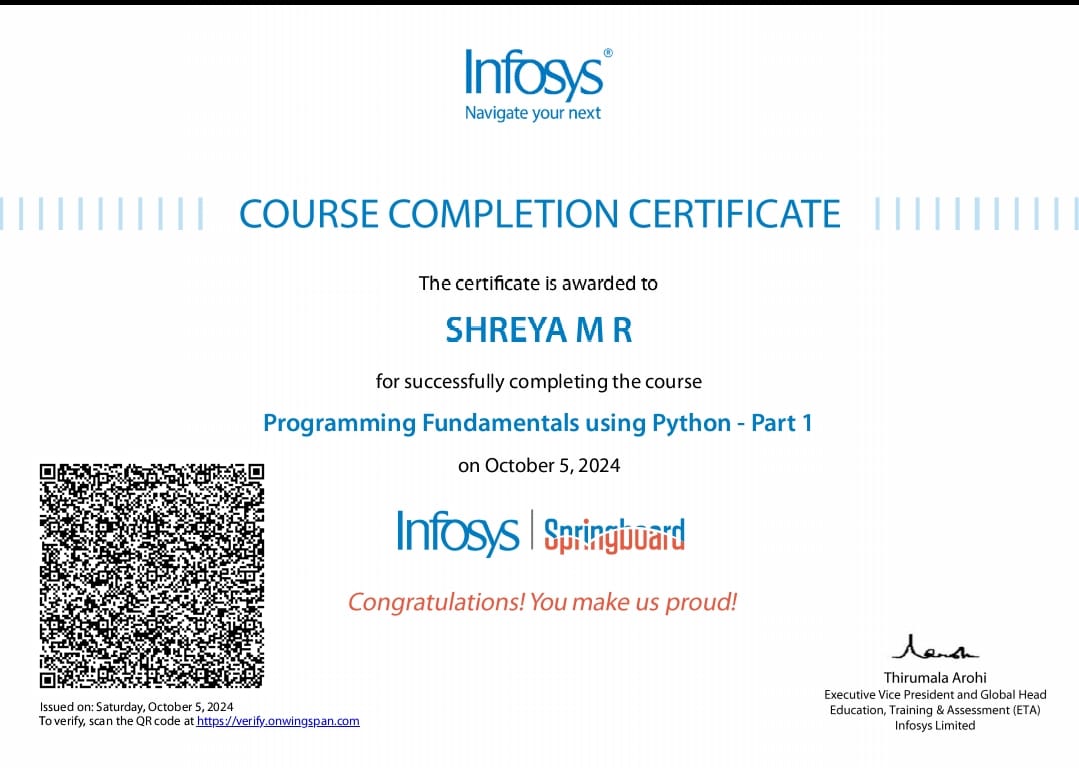 Infosys®
Navigate your next
COURSE COMPLETION CERTIFICATE
The certificate is awarded to
SHREYA M R
for successfully completing the course
Programming Fundamentals using Python - Part 1
on October 5, 2024
Infosys | Springboard
Congratulations! You make us proud!
Issued on: Saturday, October 5, 2024
To verify, scan the QR code at https://verify.onwingspan.com
Thirumala Arohi
Executive Vice President and Global Head
Education, Training & Assessment (ETA)
Infosys Limited